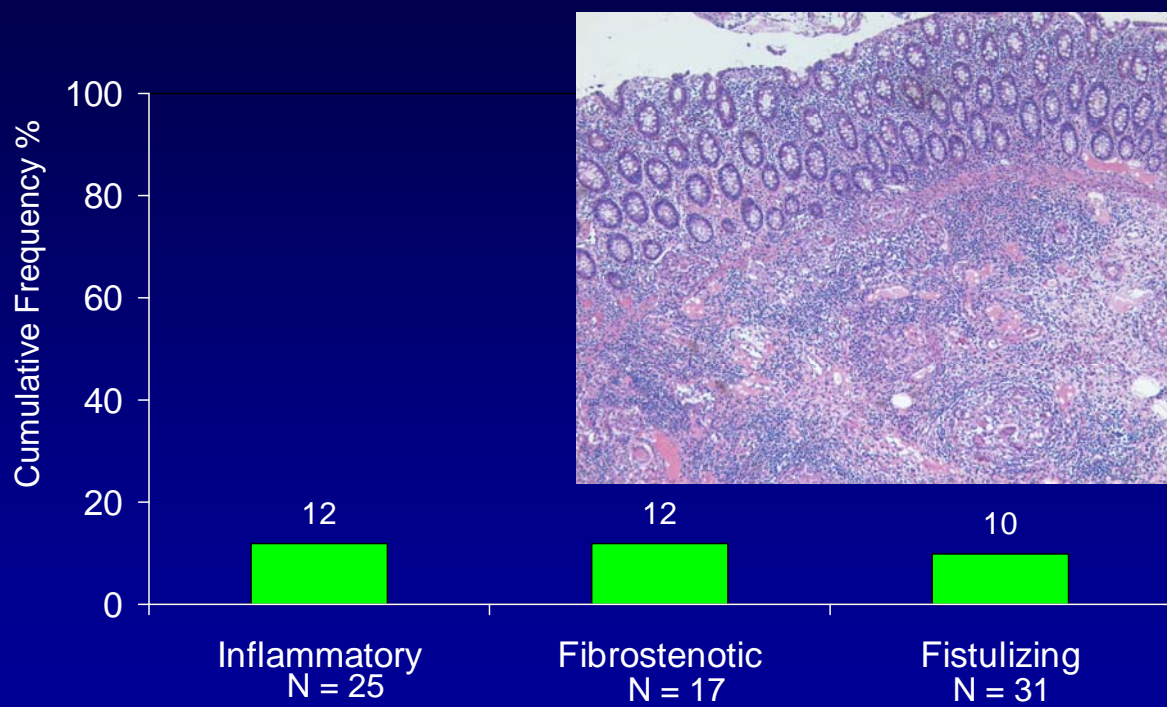 Cumulative Frequency %
100
80
60
40
20
0
12
12
10
Inflammatory
N = 25
Fibrostenotic
N = 17
Fistulizing
N = 31